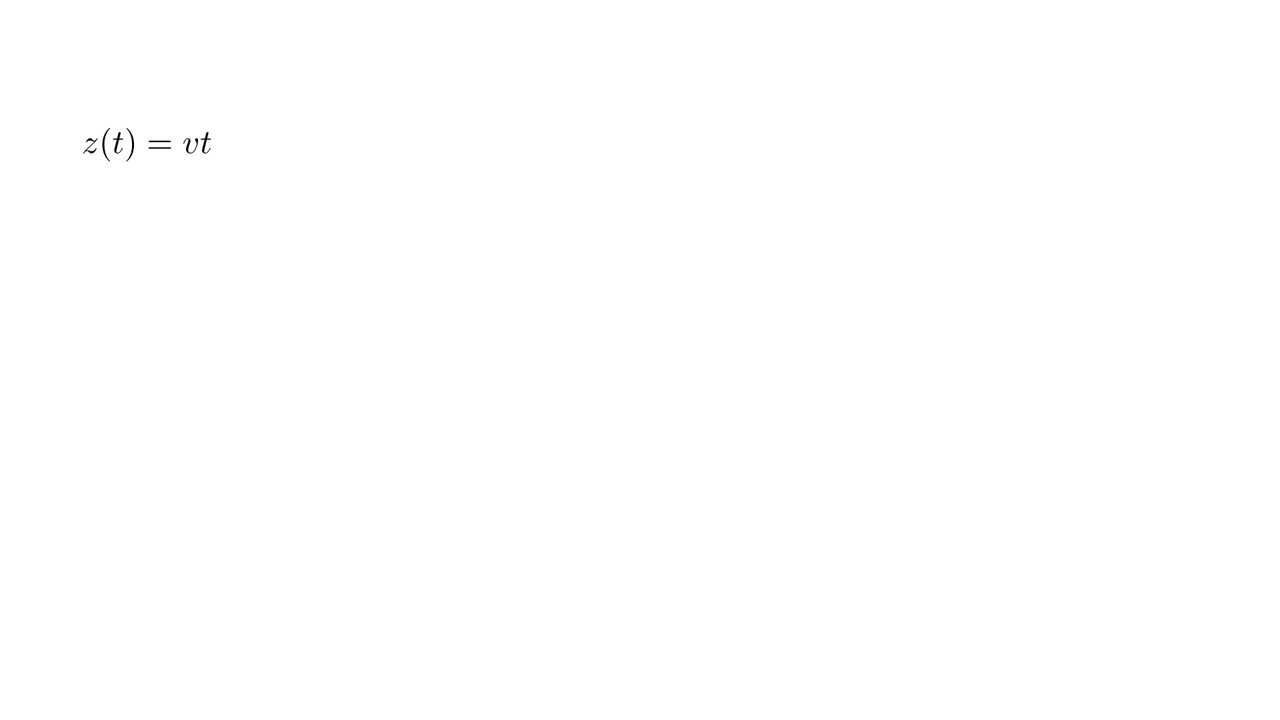 z(t) = vt